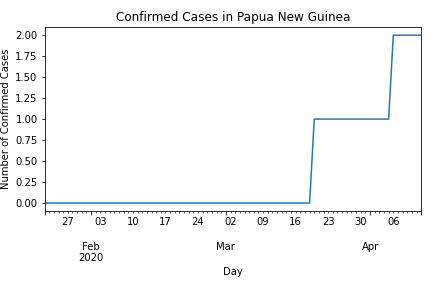 Confirmed Cases in Papua New Guinea
Number of Confirmed Cases
2.00
1.75
1.50
1.25
1.00
0.75
0.50
0.25
0.00
27 03 10 17 24 02 09 16 23 30 06
Feb Mar Apr
2020
Day